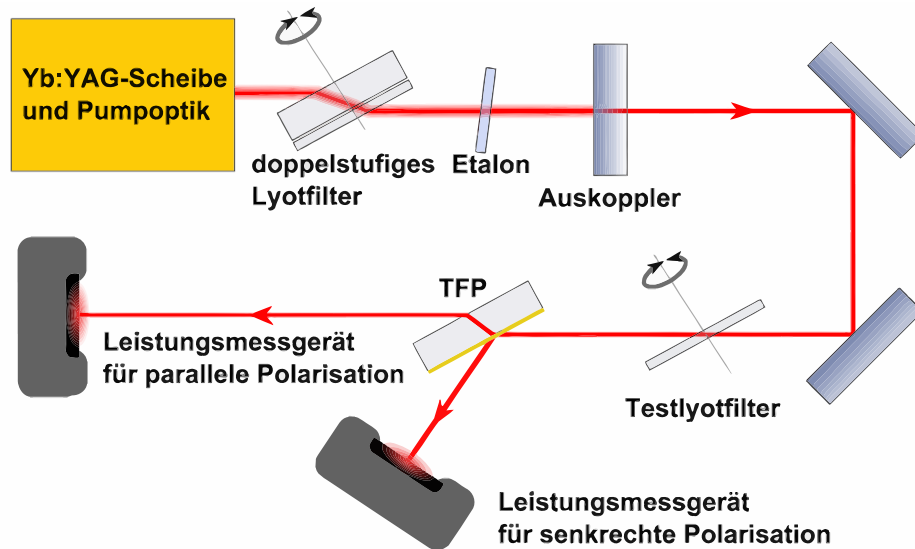 Yb:YAG-Scheibe
und Pumpoptik
doppelstufiges
Lyotfilter
Etalon
Auskoppler
TFP
Leistungsmessgerät
für parallele Polarisation
Testlyotfilter
Leistungsmessgerät
für senkrechte Polarisation